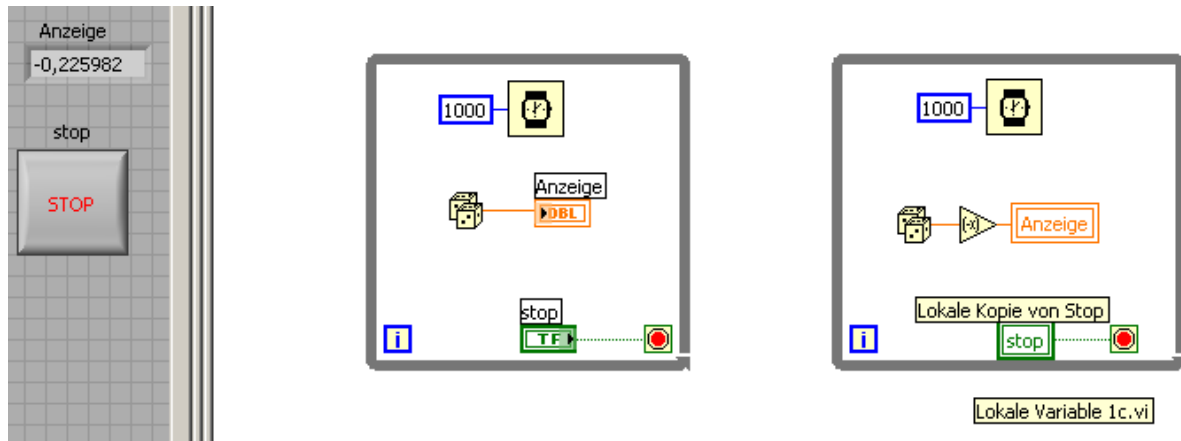 Anzeige
-0,225982
stop
STOP
1000
Anzeige
DBL
stop
TF
i
1000
Anzeige
Lokale Kopie von Stop
stop
i
Lokale Variable 1c.vi